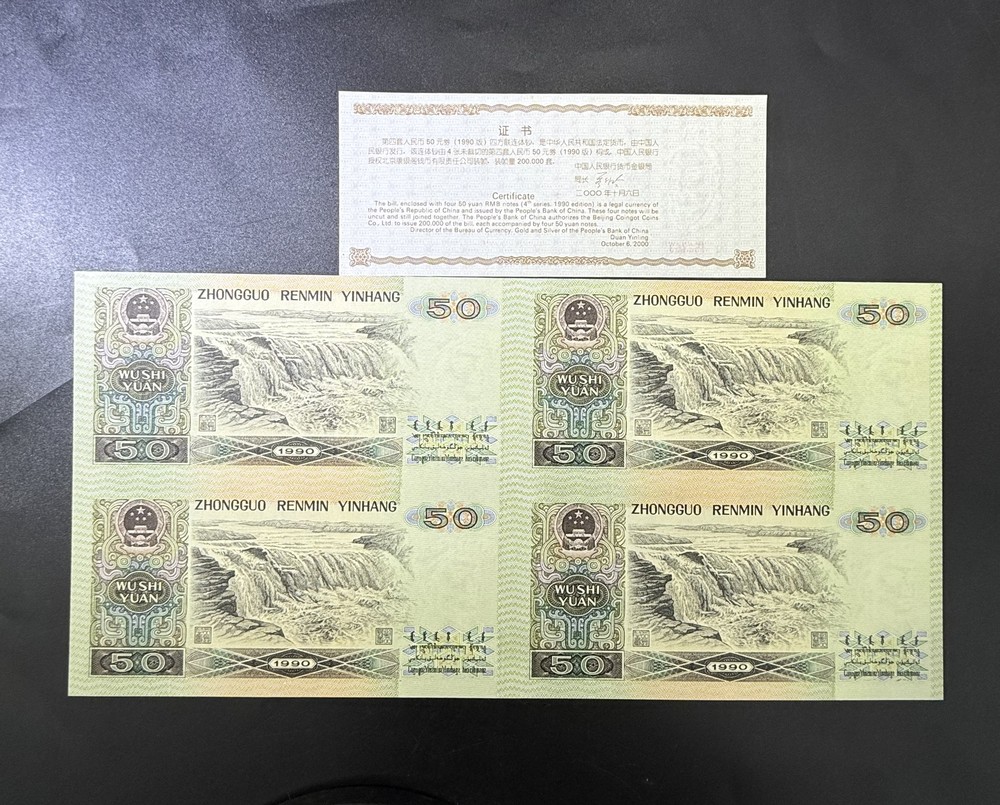 证 书
第四套人民币50元券(1990版)四方联连体钞,是中华人民共和国法定货币,由中国人
民银行发行。该连体钞由4张未裁切的第四套人民币50元券(1990版)构成。中国人民银行
授权北京康银阁钱币有限责任公司装帧,装帧量200.000套。
中国人民银行货币金银局
局长
二000年十月六日
Certificate
The bill, enclosed with four 50 yuan RMB notes (4th series, 1990 edition) is a legal currency of
the People's Republic of China and issued by the People's Bank of China. These four notes will be
uncut and still joined together. The People's Bank of China authorizes the Beijing Coingot Coins
Co., Ltd. to issue 200.000 of the bill, each accompanied by four 50 yuan notes.
Director of the Bureau of Currency, Gold and Silver of the People's Bank of China
Duan Yinling
October 6, 2000
ZHONGGUO RENMIN YINHANG
50
WU SHI
YUAN
50
1990
ZHONGGUO RENMIN YINHANG
50
WU SHI
YUAN
50
1990
ZHONGGUO RENMIN YINHANG
50
WU SHI
YUAN
50
1990
ZHONGGUO RENMIN YINHANG
50
WU SHI
YUAN
50
1990